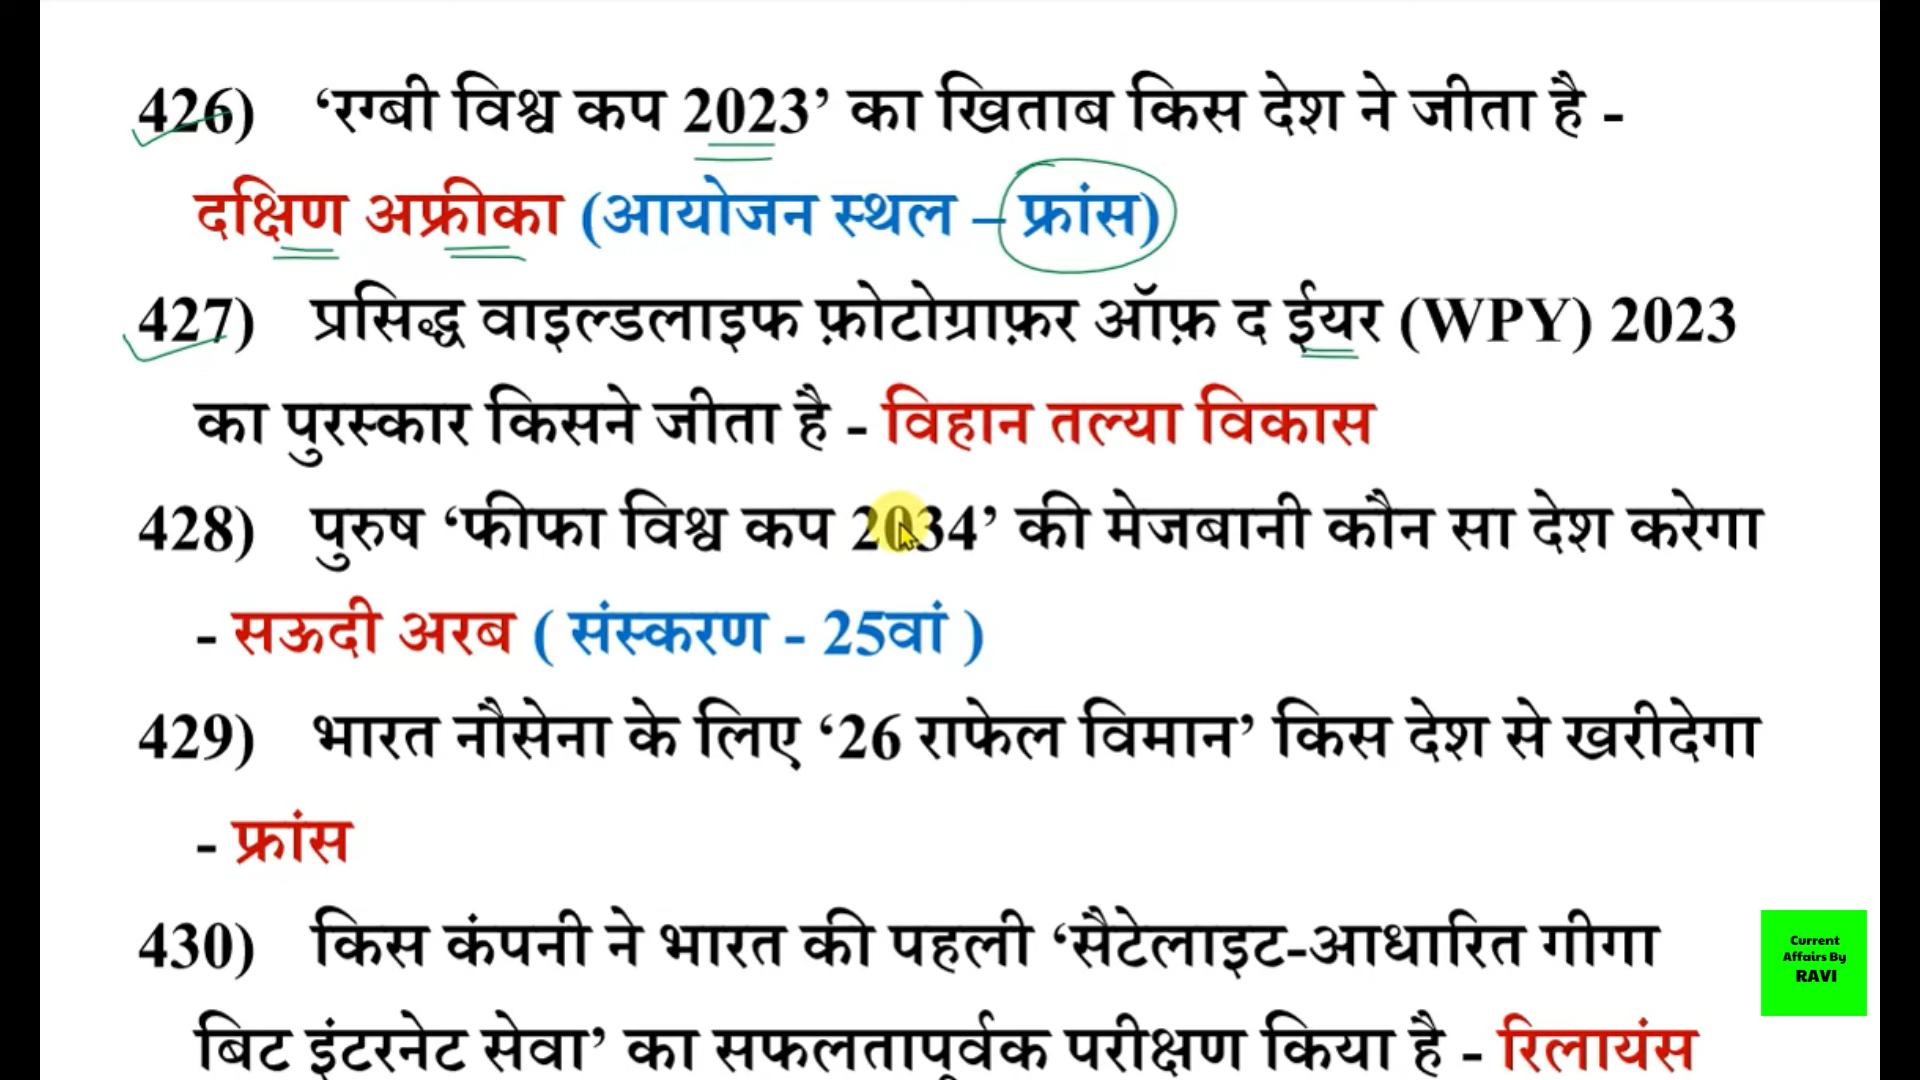 426) ‘रग्बी विश्व कप 2023’ का खिताब किस देश ने जीता है -
दक्षिण अफ्रीका (आयोजन स्थल – फ्रांस)
427) प्रसिद्ध वाइल्डलाइफ फ़ोटोग्राफ़र ऑफ़ द ईयर (WPY) 2023
का पुरस्कार किसने जीता है - विहान तल्या विकास
428) पुरुष ‘फीफा विश्व कप 2034’ की मेजबानी कौन सा देश करेगा
- सऊदी अरब ( संस्करण - 25वां )
429) भारत नौसेना के लिए ‘26 राफेल विमान’ किस देश से खरीदेगा
- फ्रांस
430) किस कंपनी ने भारत की पहली ‘सैटेलाइट-आधारित गीगा
बिट इंटरनेट सेवा’ का सफलतापूर्वक परीक्षण किया है - रिलायंस
Current
Affairs By
RAVI